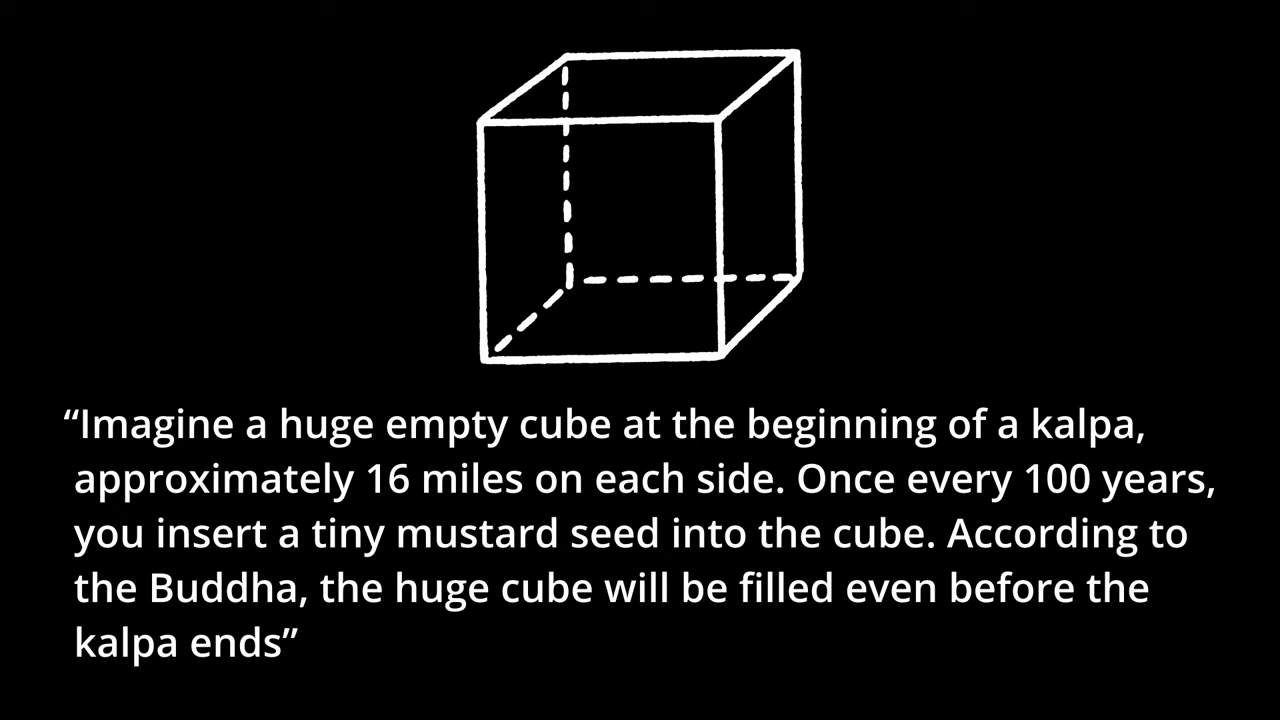 “Imagine a huge empty cube at the beginning of a kalpa,
approximately 16 miles on each side. Once every 100 years,
you insert a tiny mustard seed into the cube. According to
the Buddha, the huge cube will be filled even before the
kalpa ends”